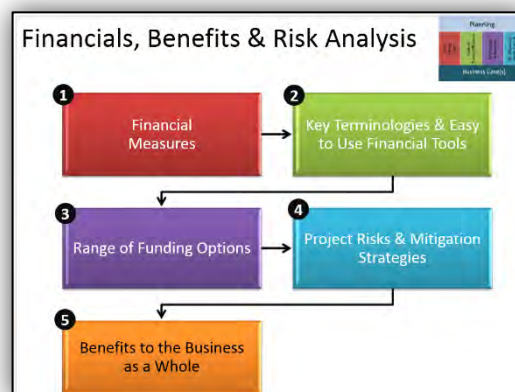 Financials, Benefits & Risk Analysis
Planning
Business Case(s)
1
Financial
Measures
2
Key Terminologies & Easy
to Use Financial Tools
3
Range of Funding Options
4
Project Risks & Mitigation
Strategies
5
Benefits to the Business
as a Whole